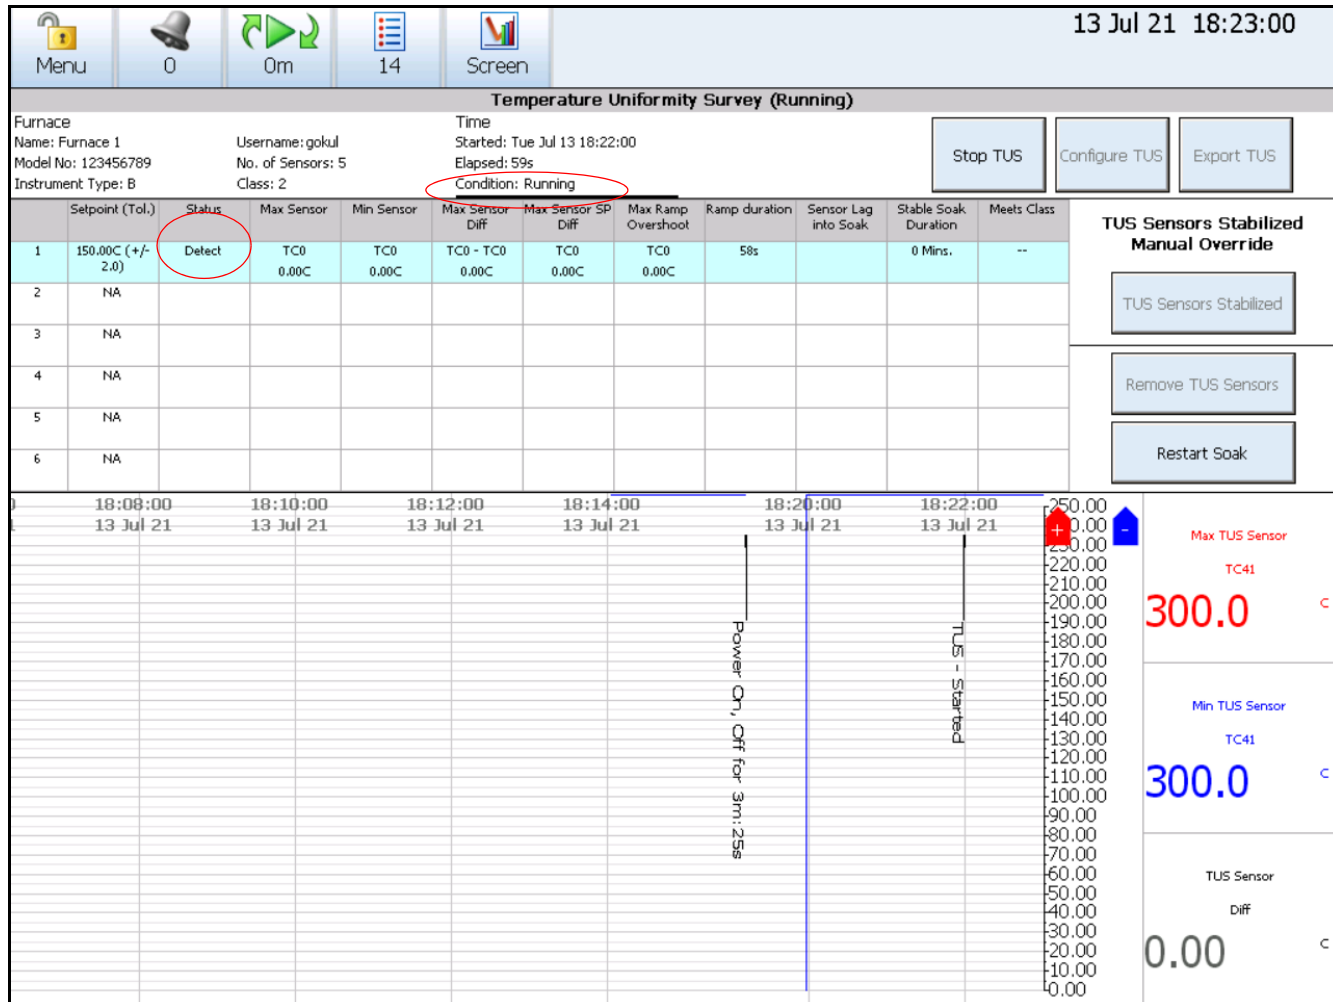 13 Jul 21 18:23:00
Menu
0
0m
14
Screen
Temperature Uniformity Survey (Running)
Furnace
Name: Furnace 1
Model No: 123456789
Instrument Type: B
Username: gokul
No. of Sensors: 5
Class: 2
Time
Started: Tue Jul 13 18:22:00
Elapsed: 59s
Condition: Running
Stop TUS
Configure TUS
Export TUS
Setpoint (Tol.) Status Max Sensor Min Sensor Max Sensor Diff Max Sensor SP Diff Max Ramp Overshoot Ramp duration Sensor Lag into Soak Stable Soak Duration Meets Class
1 150.00C (+/- 2.0) Detect TC0 0.00C TC0 0.00C TC0 - TC0 0.00C TC0 0.00C TC0 0.00C 58s 0 Mins. --
2 NA
3 NA
4 NA
5 NA
6 NA
TUS Sensors Stabilized
Manual Override
TUS Sensors Stabilized
Remove TUS Sensors
Restart Soak
18:08:00 18:10:00 18:12:00 18:14:00 18:20:00 18:22:00
13 Jul 21 13 Jul 21 13 Jul 21 13 Jul 21 13 Jul 21 13 Jul 21
Power On, Off for 3m:25s
TUS - Started
+
-
250.00
230.00
220.00
210.00
200.00
190.00
180.00
170.00
160.00
150.00
140.00
130.00
120.00
110.00
100.00
90.00
80.00
70.00
60.00
50.00
40.00
30.00
20.00
10.00
0.00
Max TUS Sensor
TC41
300.0 C
Min TUS Sensor
TC41
300.0 C
TUS Sensor
Diff
0.00 C